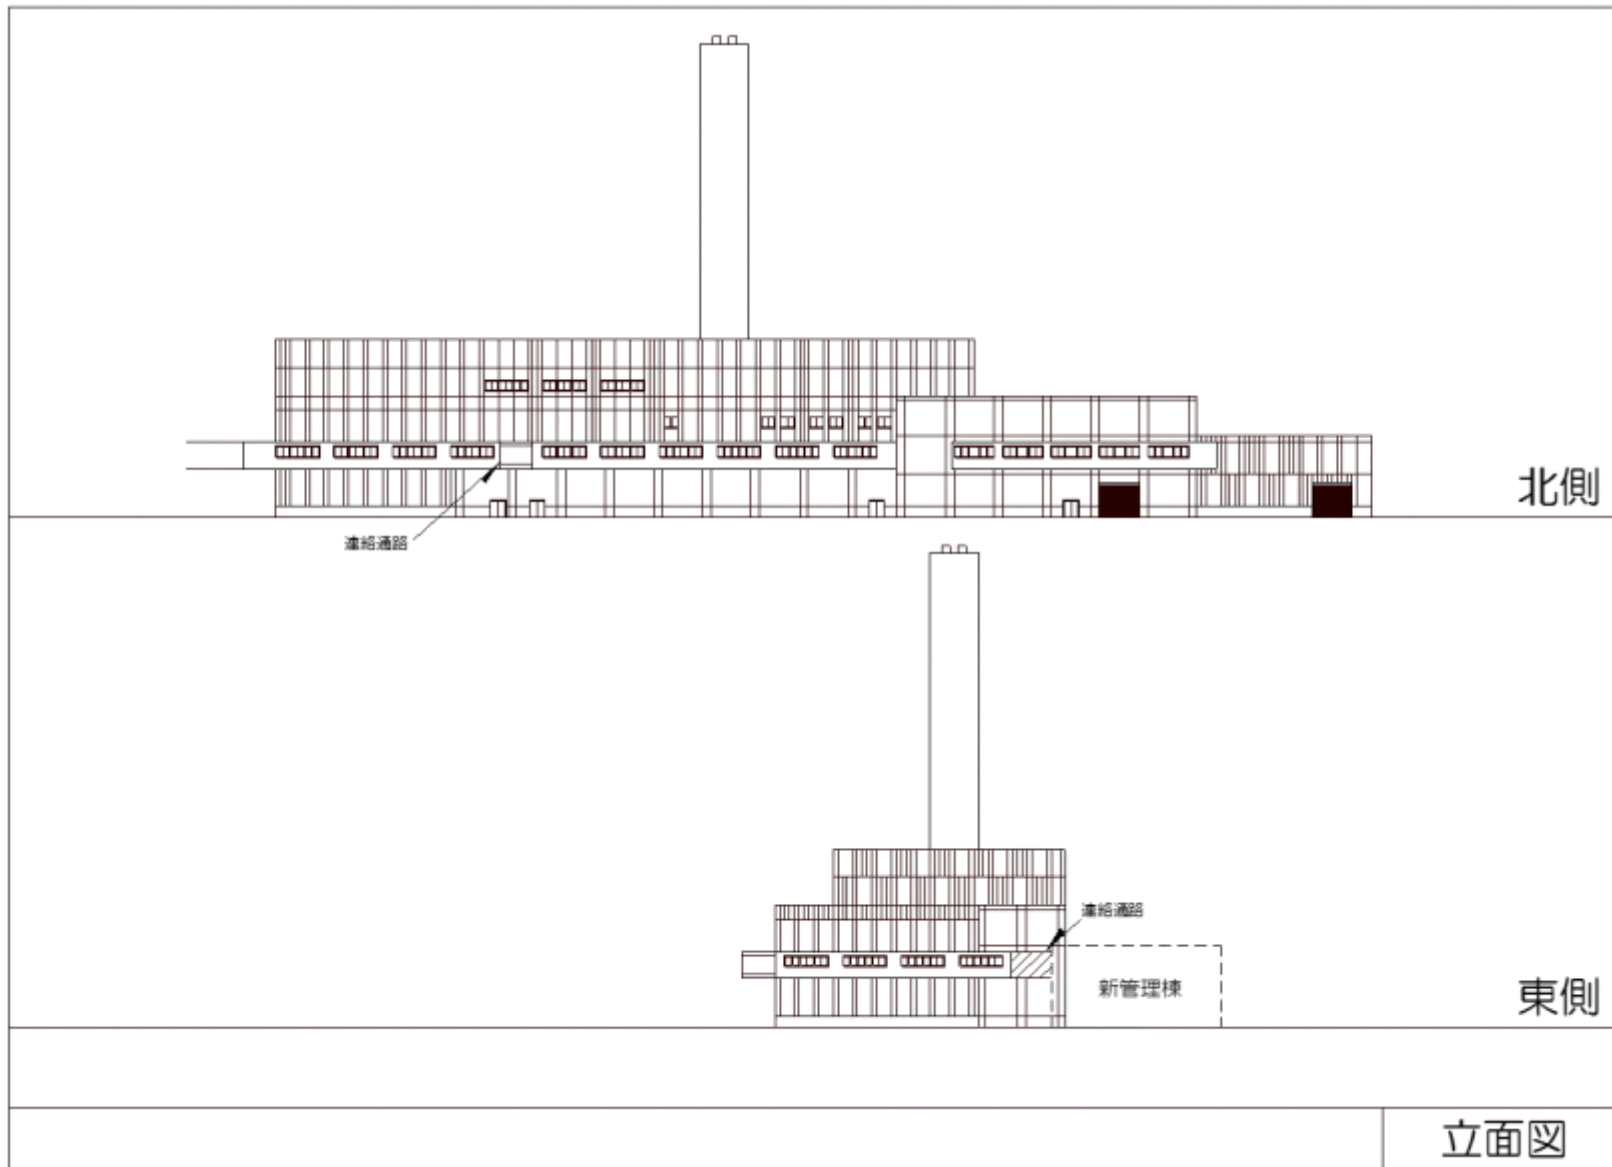 北側
連絡通路
連絡通路
新管理棟
東側
立面図